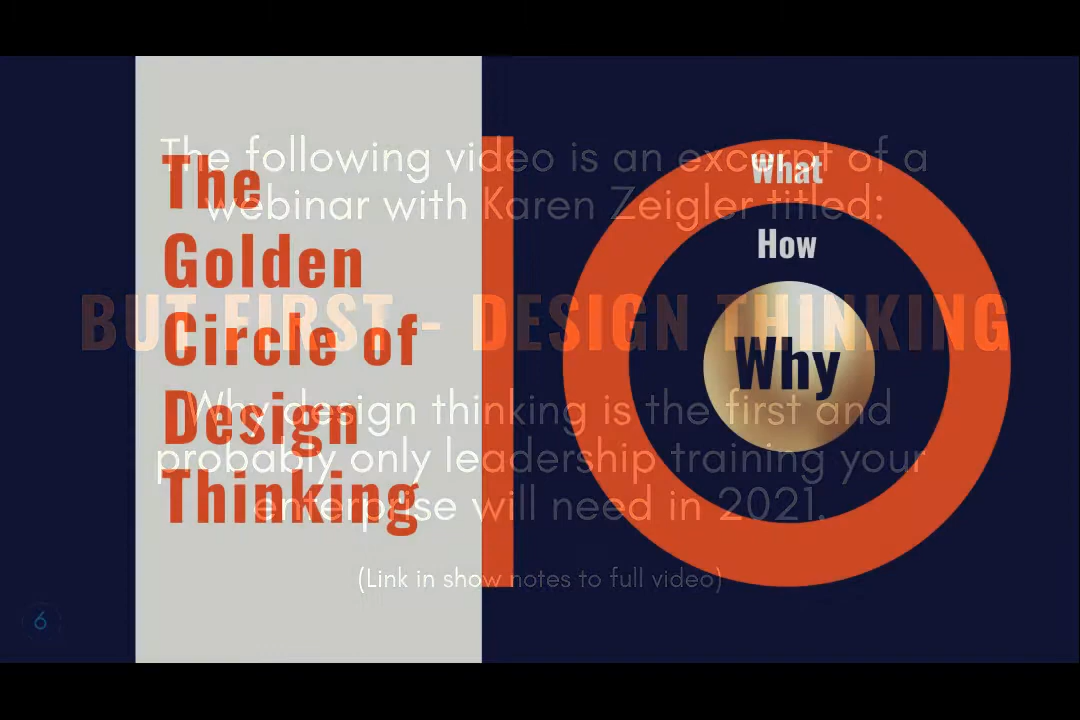 The following video is an excerpt of a
webinar with Karen Zeigler titled:
BUT FIRST - DESIGN THINKING
Why design thinking is the first and
probably only leadership training your
enterprise will need in 2021.
(Link in show notes to full video)
The
Golden
Circle of
Design
Thinking
What
How
Why
6